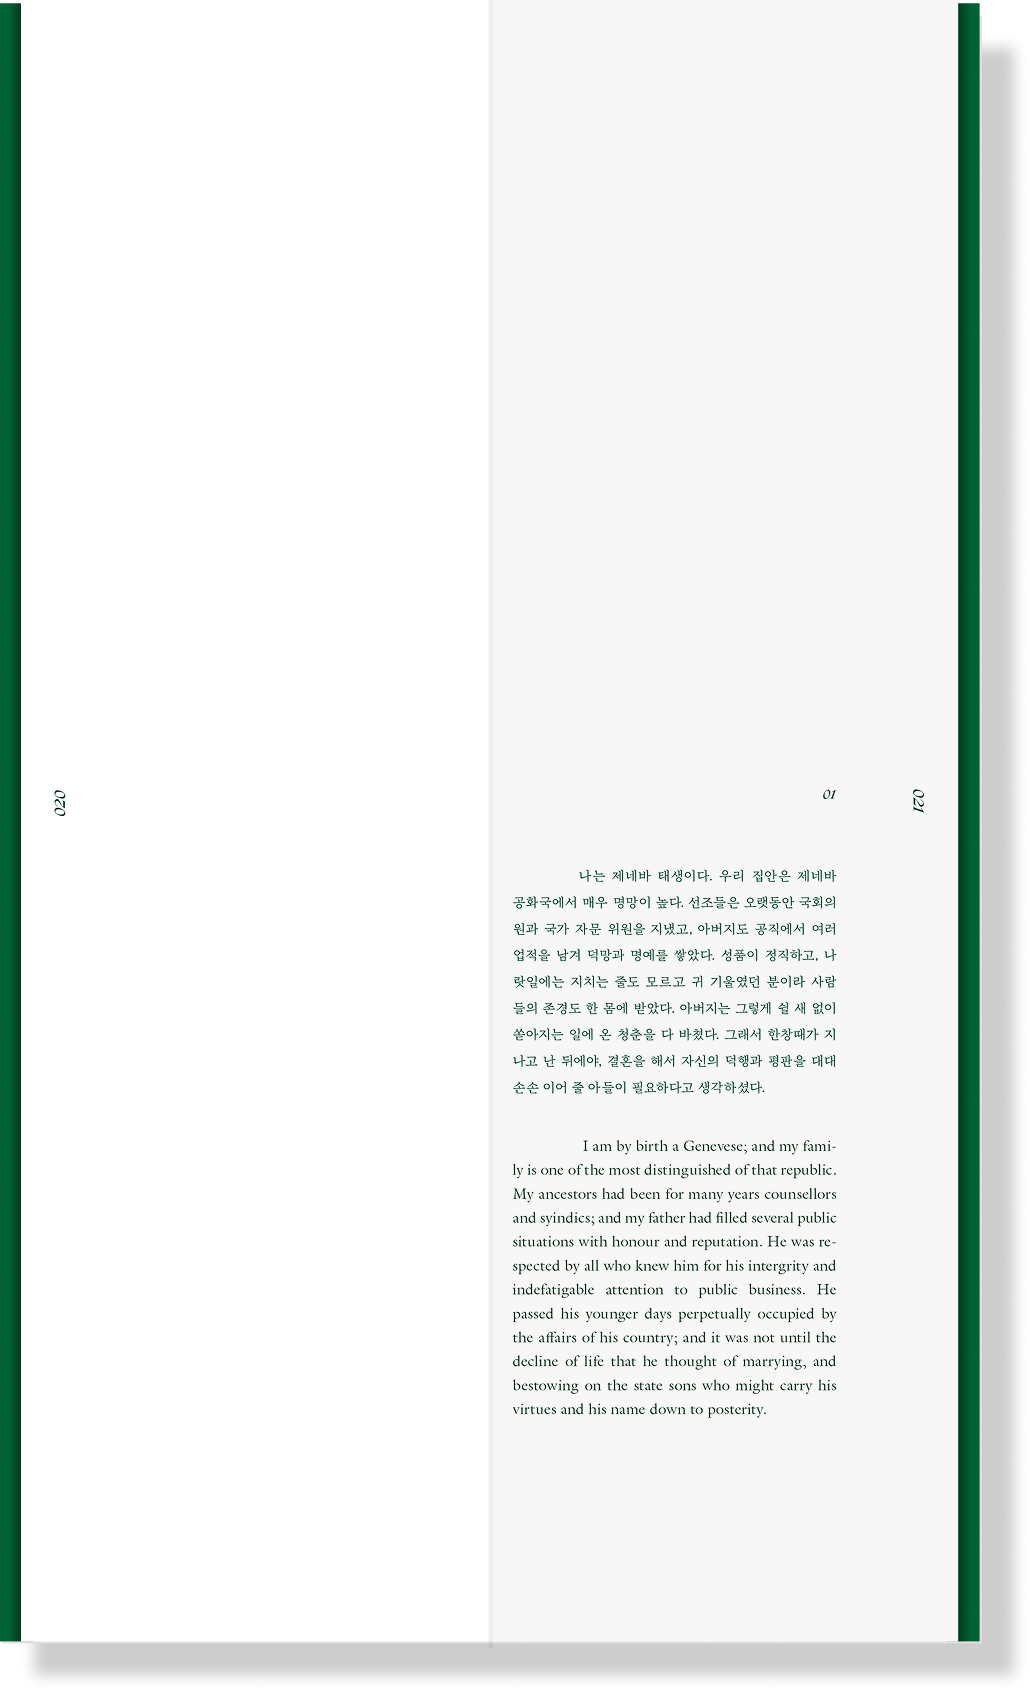 020
01
021
나는 제네바 태생이다. 우리 집안은 제네바
공화국에서 매우 명망이 높다. 선조들은 오랫동안 국회의
원과 국가 자문 위원을 지냈고, 아버지도 공직에서 여러
업적을 남겨 덕망과 명예를 쌓았다. 성품이 정직하고, 나
랏일에는 지치는 줄도 모르고 귀 기울였던 분이라 사람
들의 존경도 한 몸에 받았다. 아버지는 그렇게 쉴 새 없이
쏟아지는 일에 온 청춘을 다 바쳤다. 그래서 한창때가 지
나고 난 뒤에야, 결혼을 해서 자신의 덕행과 평판을 대대
손손 이어 줄 아들이 필요하다고 생각하셨다.
I am by birth a Genevese; and my fami-
ly is one of the most distinguished of that republic.
My ancestors had been for many years counsellors
and syindics; and my father had filled several public
situations with honour and reputation. He was re-
spected by all who knew him for his intergrity and
indefatigable attention to public business. He
passed his younger days perpetually occupied by
the affairs of his country; and it was not until the
decline of life that he thought of marrying, and
bestowing on the state sons who might carry his
virtues and his name down to posterity.